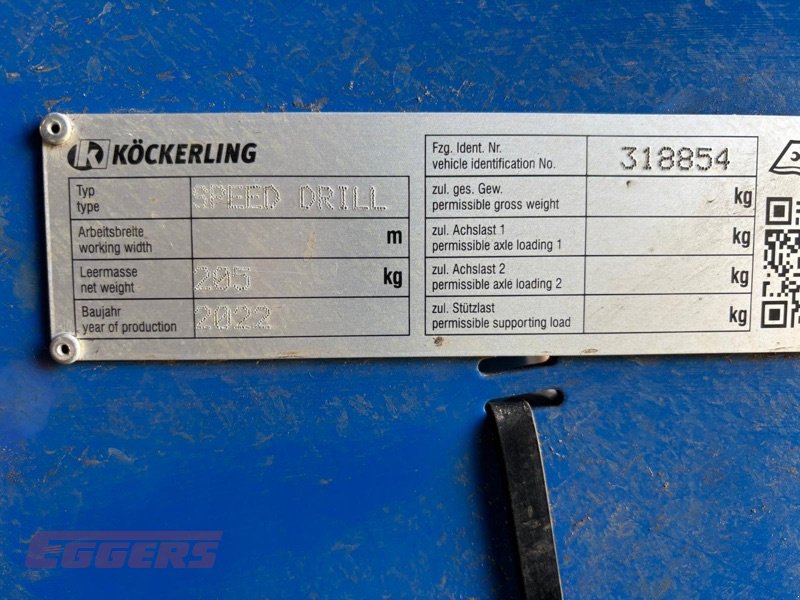 KÖCKERLING
Typ
type
SPEED DRILL
Arbeitsbreite
working width
m
Leermasse
net weight
205
kg
Baujahr
year of production
2022
Fzg. Ident. Nr.
vehicle identification No.
318854
zul. ges. Gew.
permissible gross weight
kg
zul. Achslast 1
permissible axle loading 1
kg
zul. Achslast 2
permissible axle loading 2
kg
zul. Stützlast
permissible supporting load
kg
EGGERS